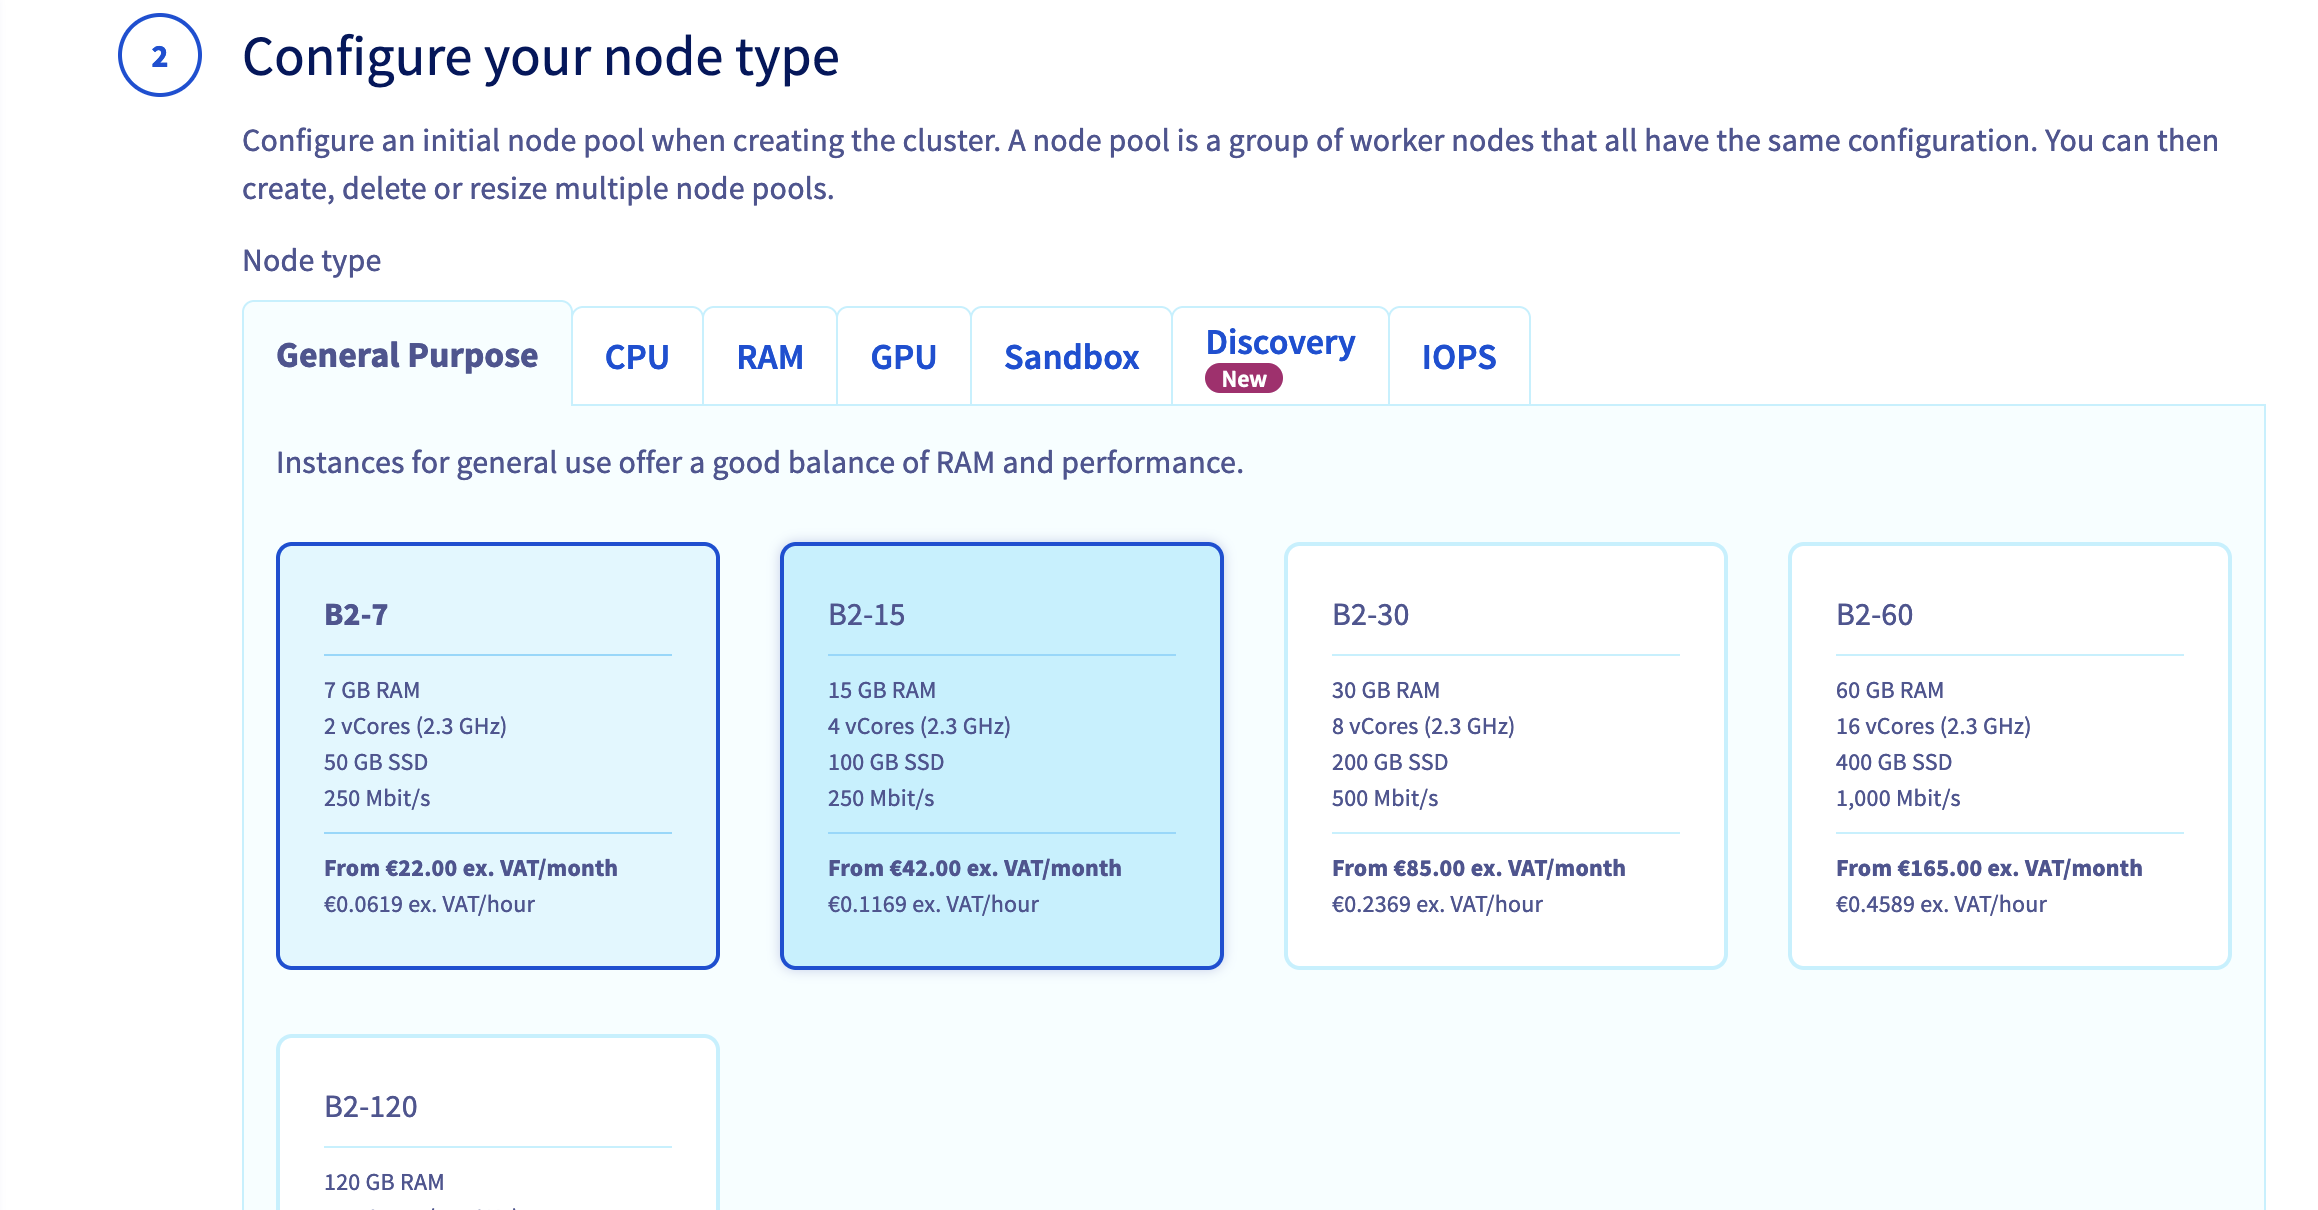 2
Configure your node type
Configure an initial node pool when creating the cluster. A node pool is a group of worker nodes that all have the same configuration. You can then
create, delete or resize multiple node pools.
Node type
General Purpose
CPU
RAM
GPU
Sandbox
Discovery
New
IOPS
Instances for general use offer a good balance of RAM and performance.
B2-7
7 GB RAM
2 vCores (2.3 GHz)
50 GB SSD
250 Mbit/s
From €22.00 ex. VAT/month
€0.0619 ex. VAT/hour
B2-15
15 GB RAM
4 vCores (2.3 GHz)
100 GB SSD
250 Mbit/s
From €42.00 ex. VAT/month
€0.1169 ex. VAT/hour
B2-30
30 GB RAM
8 vCores (2.3 GHz)
200 GB SSD
500 Mbit/s
From €85.00 ex. VAT/month
€0.2369 ex. VAT/hour
B2-60
60 GB RAM
16 vCores (2.3 GHz)
400 GB SSD
1,000 Mbit/s
From €165.00 ex. VAT/month
€0.4589 ex. VAT/hour
B2-120
120 GB RAM